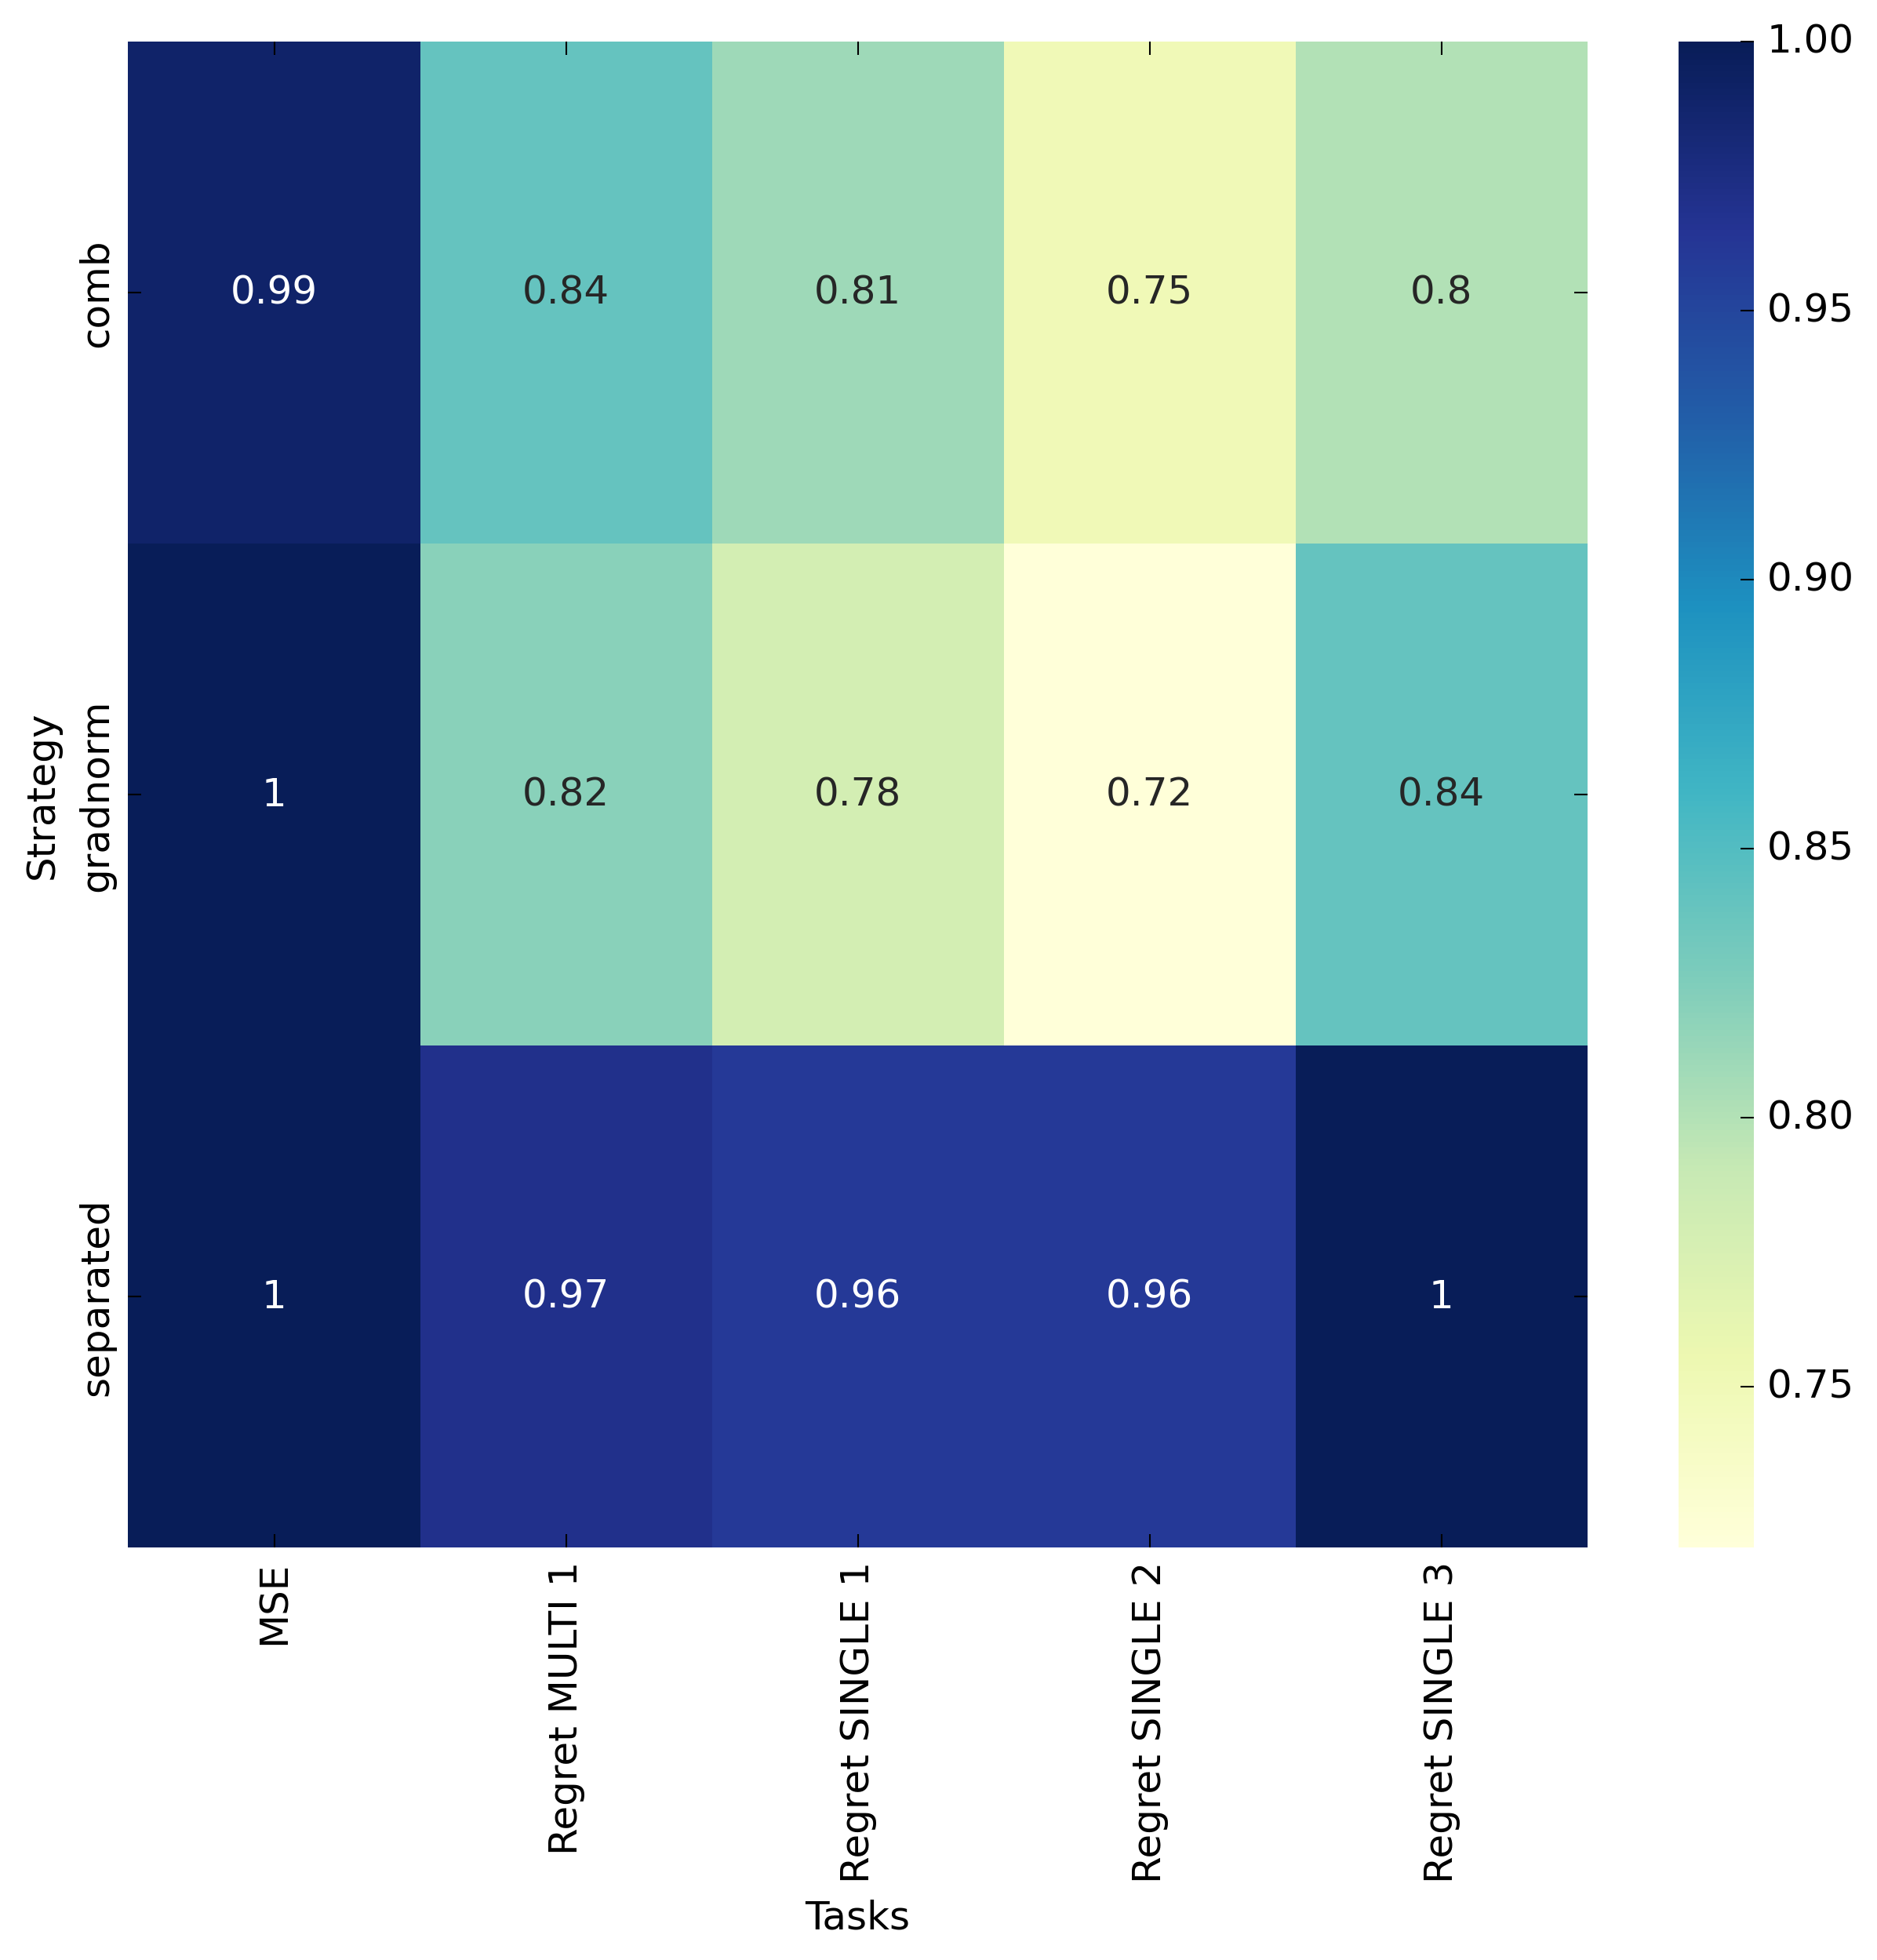 Strategy
comb
gradnorm
separated
0.99 0.84 0.81 0.75 0.8
1 0.82 0.78 0.72 0.84
1 0.97 0.96 0.96 1
MSE
Regret MULTI 1
Regret SINGLE 1
Regret SINGLE 2
Regret SINGLE 3
Tasks
1.00
0.95
0.90
0.85
0.80
0.75